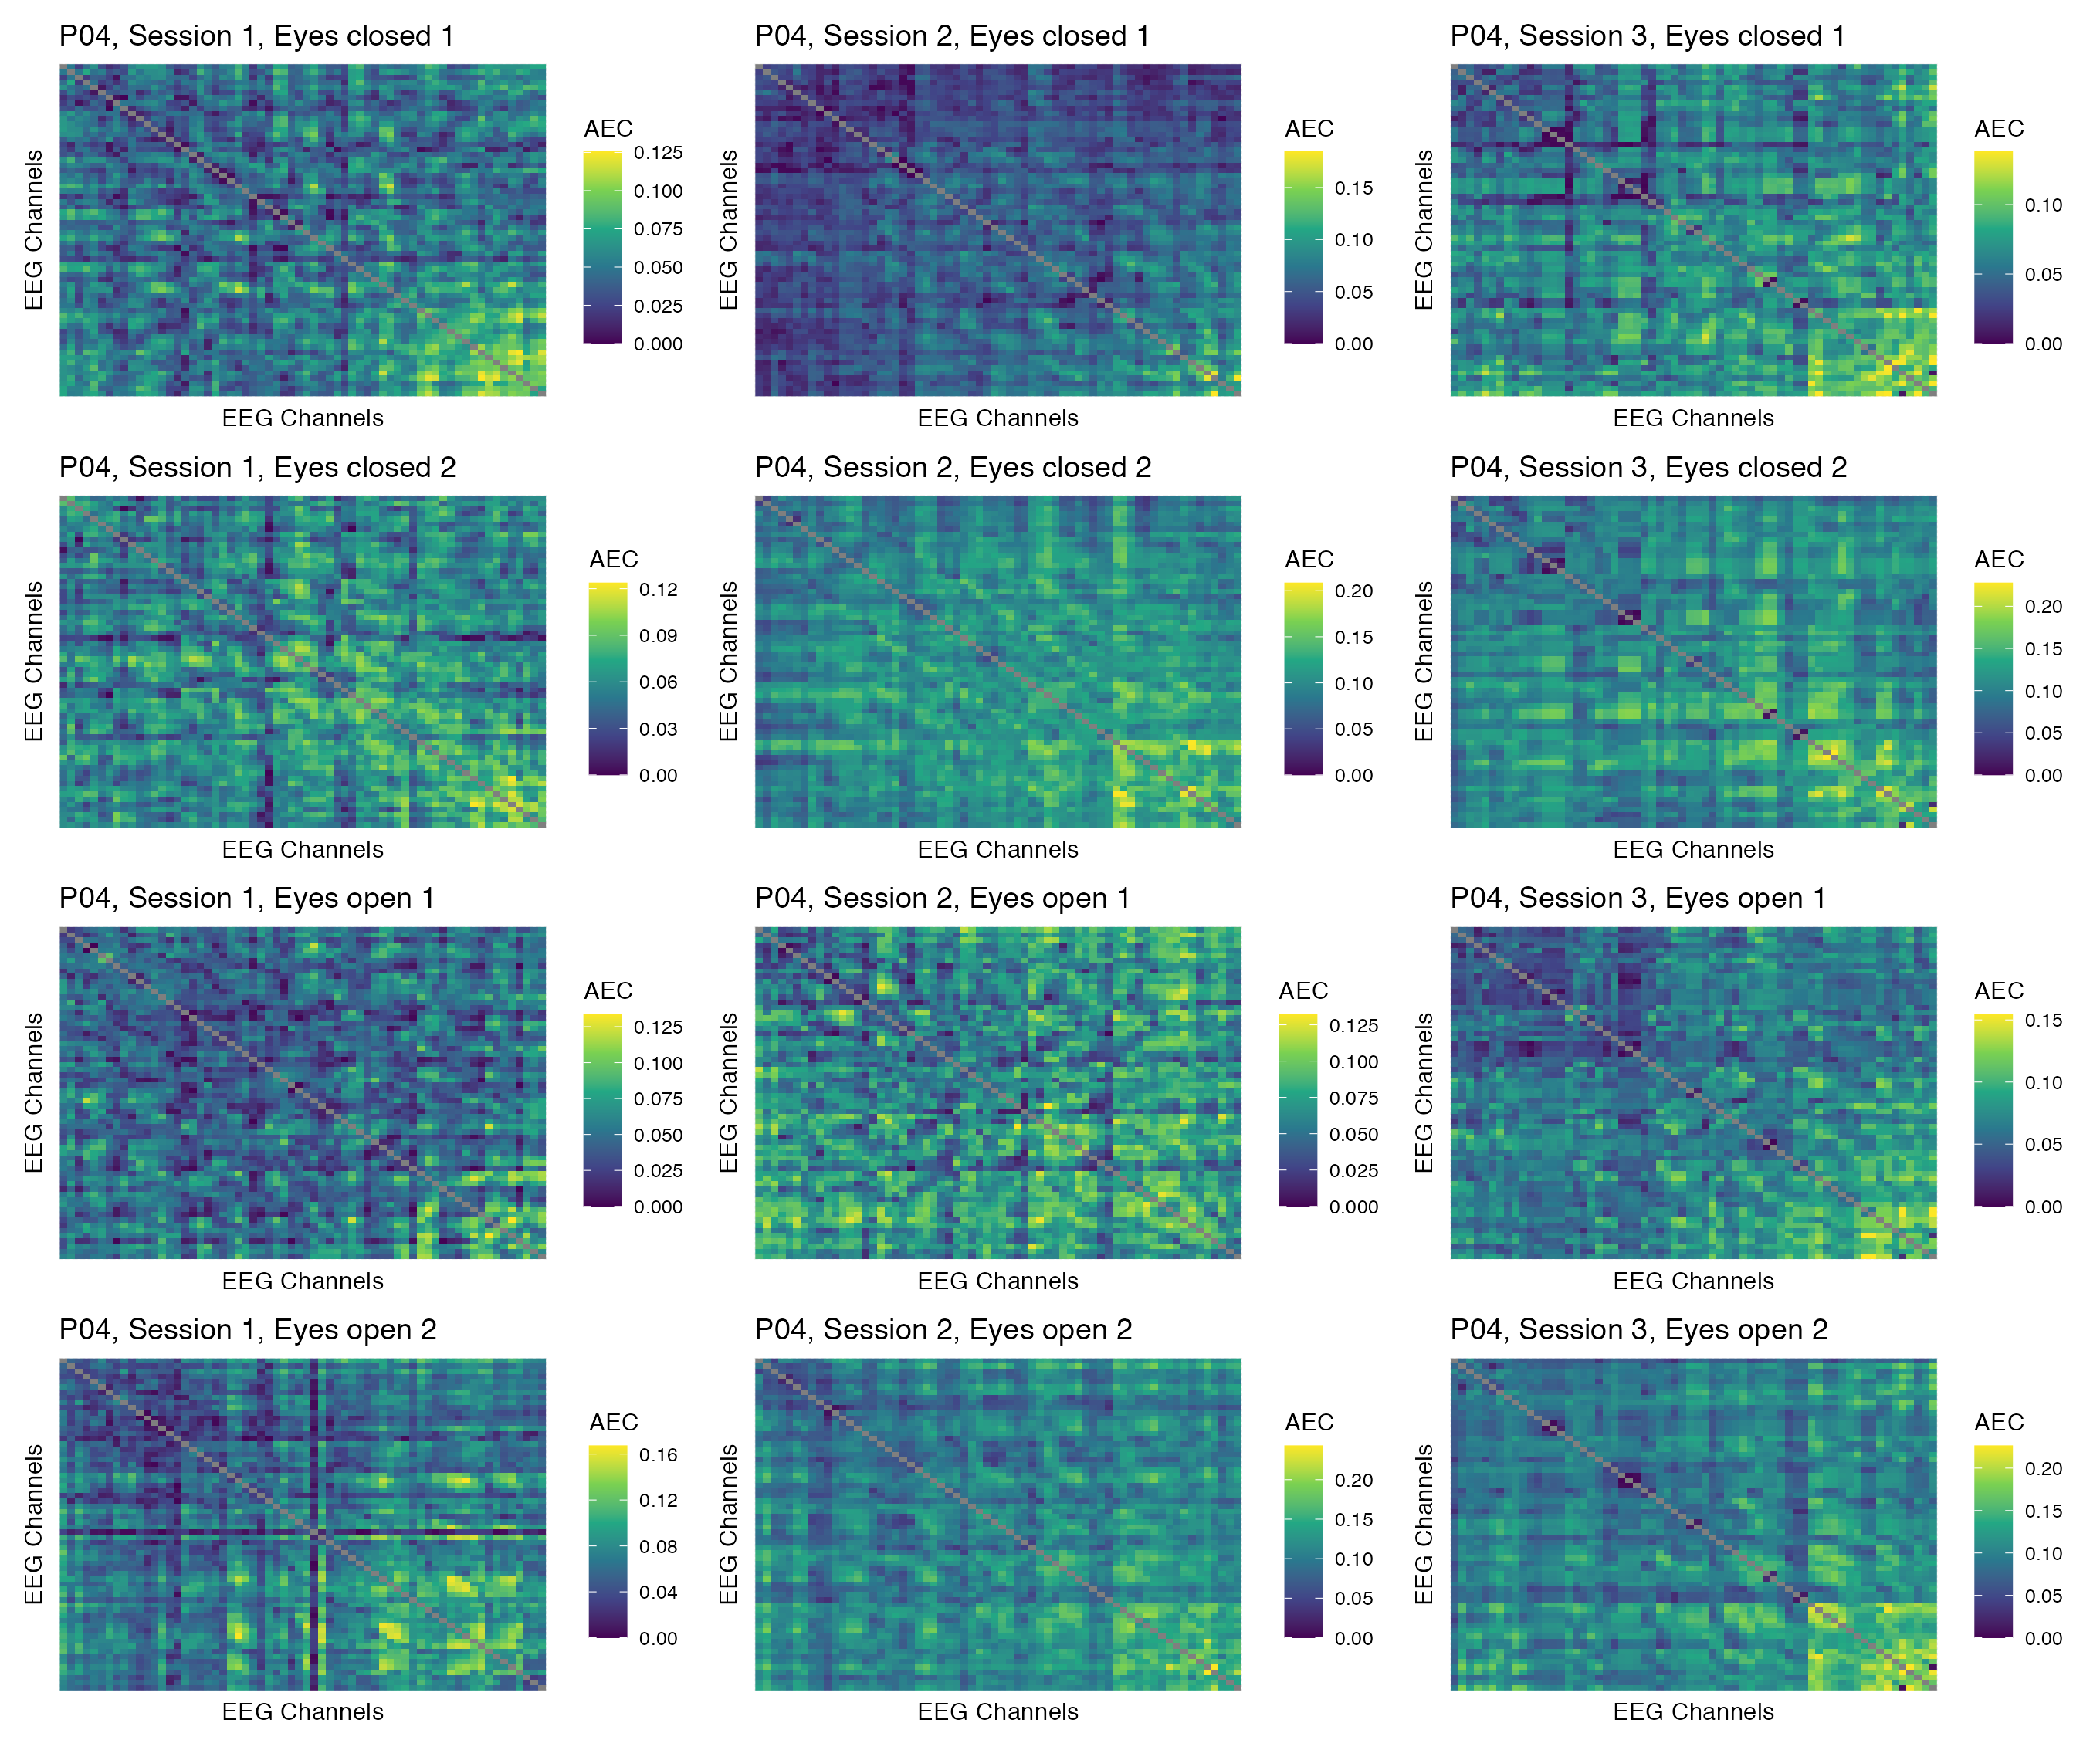 P04, Session 1, Eyes closed 1
EEG Channels
EEG Channels
AEC
0.125
0.100
0.075
0.050
0.025
0.000
P04, Session 2, Eyes closed 1
EEG Channels
EEG Channels
AEC
0.15
0.10
0.05
0.00
P04, Session 3, Eyes closed 1
EEG Channels
EEG Channels
AEC
0.10
0.05
0.00
P04, Session 1, Eyes closed 2
EEG Channels
EEG Channels
AEC
0.12
0.09
0.06
0.03
0.00
P04, Session 2, Eyes closed 2
EEG Channels
EEG Channels
AEC
0.20
0.15
0.10
0.05
0.00
P04, Session 3, Eyes closed 2
EEG Channels
EEG Channels
AEC
0.20
0.15
0.10
0.05
0.00
P04, Session 1, Eyes open 1
EEG Channels
EEG Channels
AEC
0.125
0.100
0.075
0.050
0.025
0.000
P04, Session 2, Eyes open 1
EEG Channels
EEG Channels
AEC
0.125
0.100
0.075
0.050
0.025
0.000
P04, Session 3, Eyes open 1
EEG Channels
EEG Channels
AEC
0.15
0.10
0.05
0.00
P04, Session 1, Eyes open 2
EEG Channels
EEG Channels
AEC
0.16
0.12
0.08
0.04
0.00
P04, Session 2, Eyes open 2
EEG Channels
EEG Channels
AEC
0.20
0.15
0.10
0.05
0.00
P04, Session 3, Eyes open 2
EEG Channels
EEG Channels
AEC
0.20
0.15
0.10
0.05
0.00